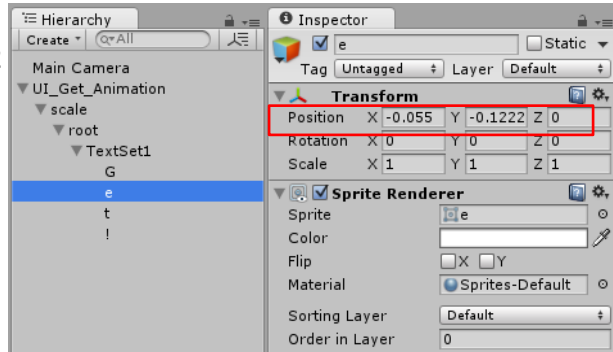 Hierarchy
Create
All
Main Camera
UI_Get_Animation
scale
root
TextSet1
G
e
t
!
Inspector
e Static
Tag Untagged Layer Default
Transform
Position X -0.055 Y -0.1222 Z 0
Rotation X 0 Y 0 Z 0
Scale X 1 Y 1 Z 1
Sprite Renderer
Sprite e
Color
Flip X Y
Material Sprites-Default
Sorting Layer Default
Order in Layer 0